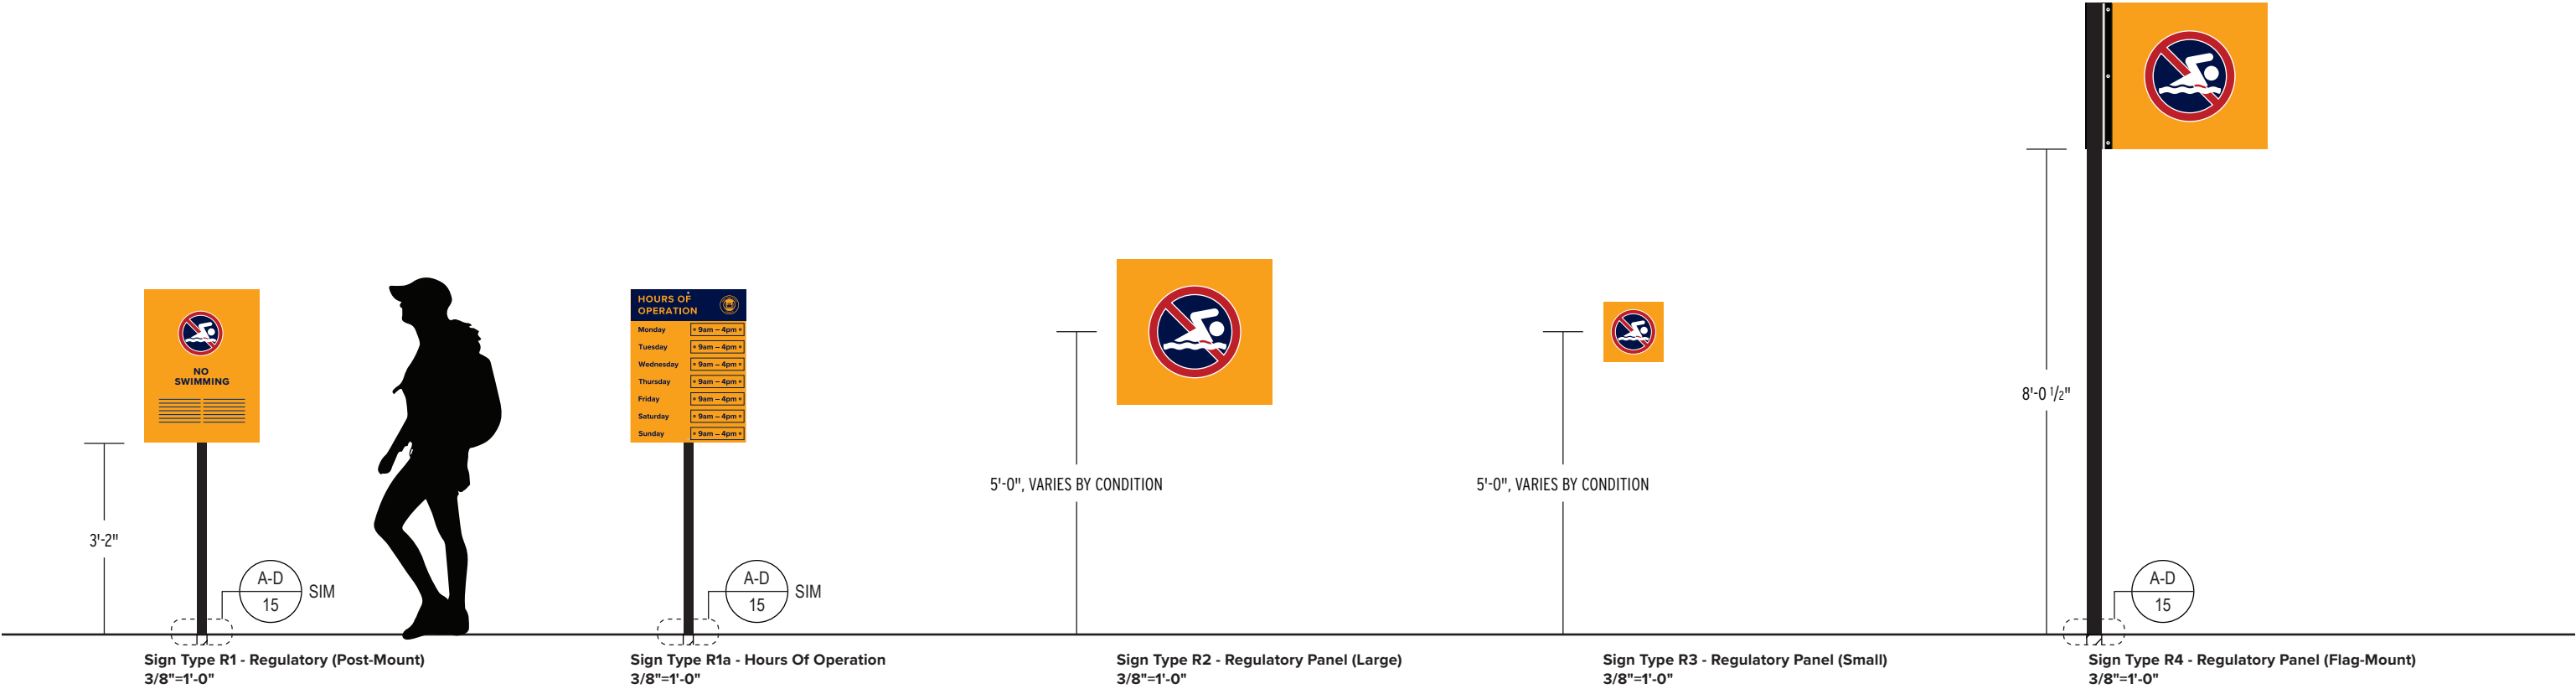 NO
SWIMMING
3'-2"
A-D
15
SIM
Sign Type R1 - Regulatory (Post-Mount)
3/8"=1'-0"
HOURS OF
OPERATION
Monday • 9am – 4pm •
Tuesday • 9am – 4pm •
Wednesday • 9am – 4pm •
Thursday • 9am – 4pm •
Friday • 9am – 4pm •
Saturday • 9am – 4pm •
Sunday • 9am – 4pm •
A-D
15
SIM
Sign Type R1a - Hours Of Operation
3/8"=1'-0"
5'-0", VARIES BY CONDITION
Sign Type R2 - Regulatory Panel (Large)
3/8"=1'-0"
5'-0", VARIES BY CONDITION
Sign Type R3 - Regulatory Panel (Small)
3/8"=1'-0"
8'-0 1/2"
A-D
15
Sign Type R4 - Regulatory Panel (Flag-Mount)
3/8"=1'-0"